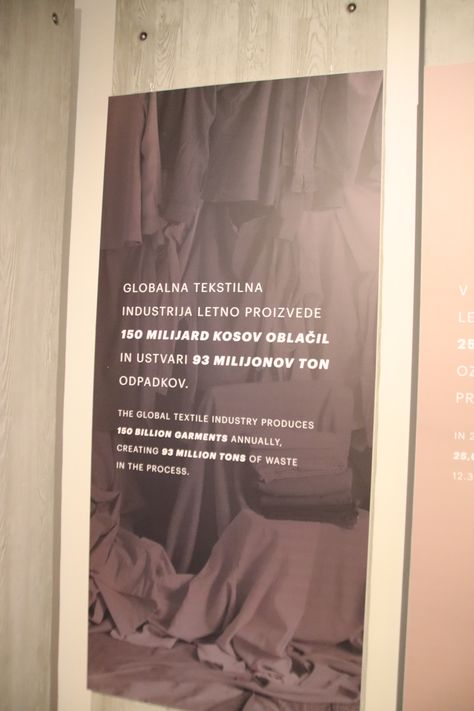 GLOBALNA TEKSTILNA
INDUSTRIJA LETNO PROIZVEDE
150 MILIJARD KOSOV OBLAČIL
IN USTVARI 93 MILIJONOV TON
ODPADKOV.
THE GLOBAL TEXTILE INDUSTRY PRODUCES
150 BILLION GARMENTS ANNUALLY,
CREATING 93 MILLION TONS OF WASTE
IN THE PROCESS.
V